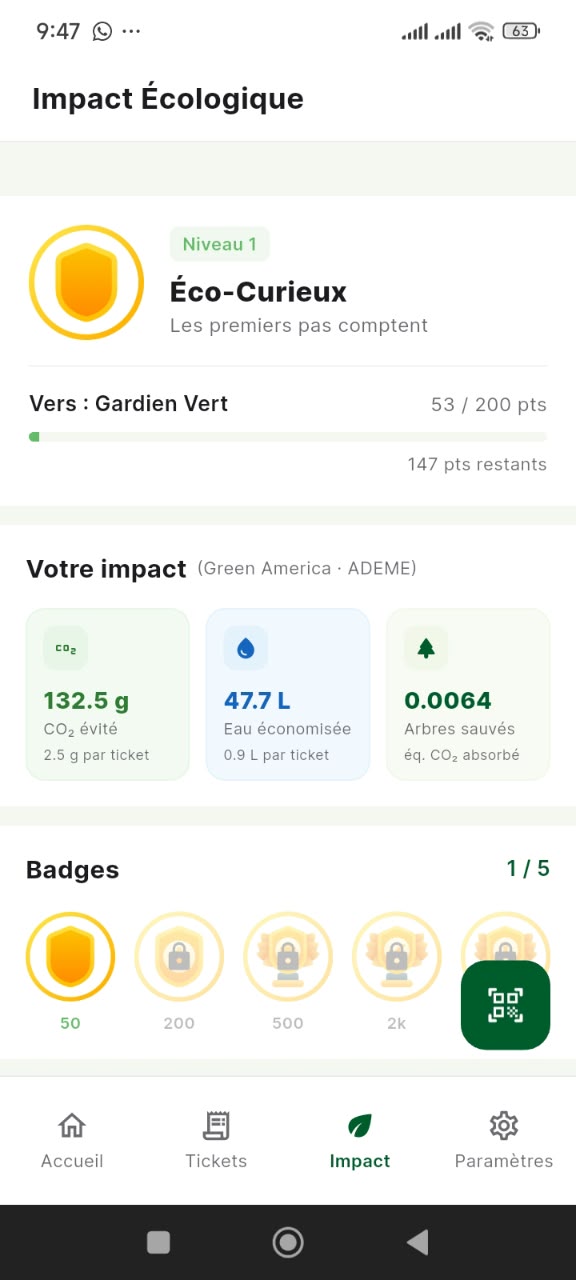 9:47
63
Impact Écologique
Niveau 1
Éco-Curieux
Les premiers pas comptent
Vers : Gardien Vert 53 / 200 pts
147 pts restants
Votre impact (Green America · ADEME)
CO₂
132.5 g 47.7 L 0.0064
CO₂ évité Eau économisée Arbres sauvés
2.5 g par ticket 0.9 L par ticket éq. CO₂ absorbé
Badges 1 / 5
50 200 500 2k
Accueil Tickets Impact Paramètres